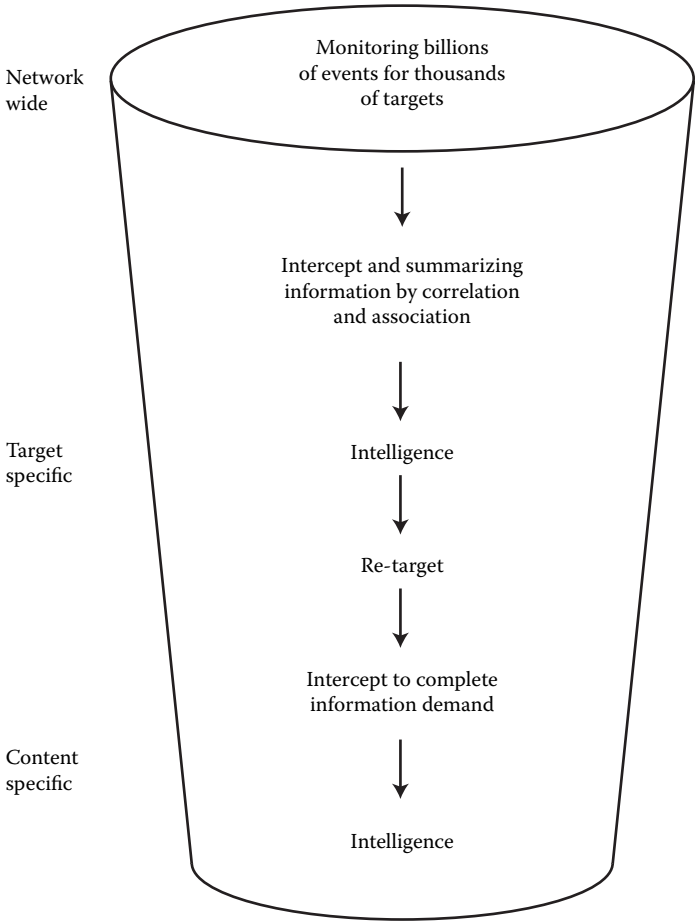 Network
wide
Monitoring billions
of events for thousands
of targets
Intercept and summarizing
information by correlation
and association
Target
specific
Intelligence
Re-target
Intercept to complete
information demand
Content
specific
Intelligence